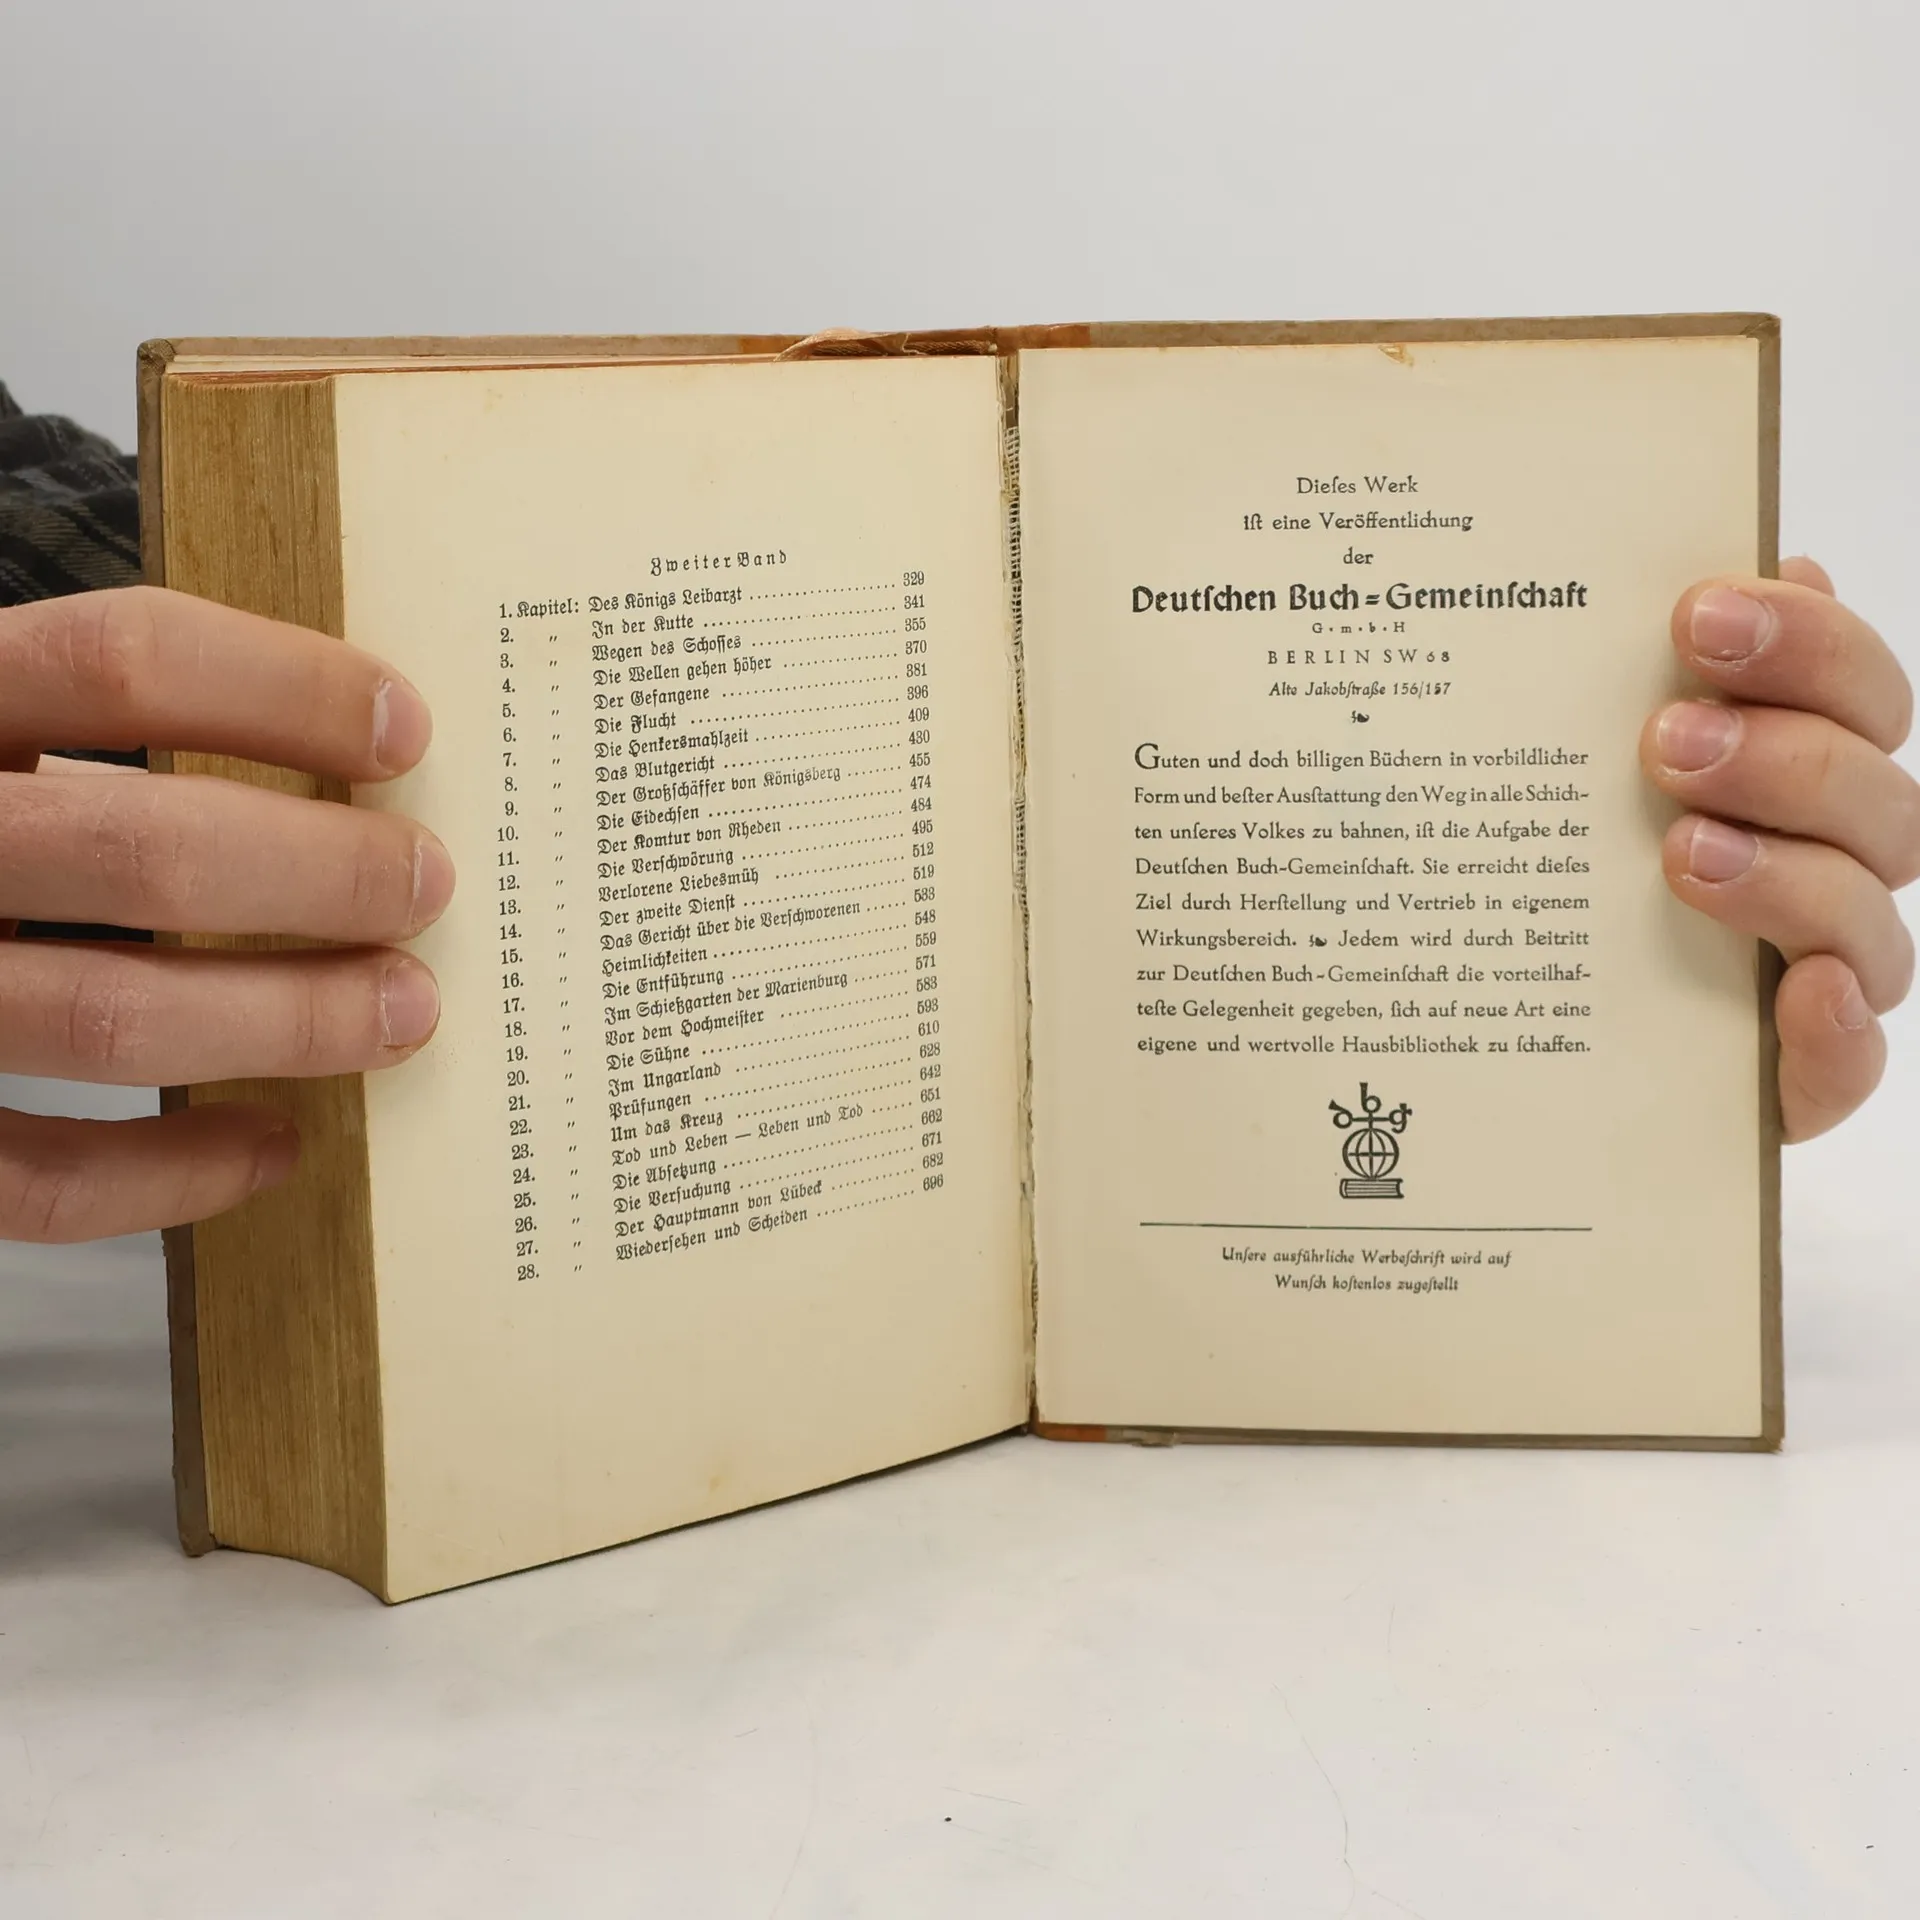 Zweiter Band
1. Kapitel: Des Königs Leibarzt ........ 329
2. " In der Kutte ........ 341
3. " Wegen des Schoſſes ........ 355
4. " Die Wellen gehen höher ........ 370
5. " Der Gefangene ........ 381
6. " Die Flucht ........ 396
7. " Die Henkersmahlzeit ........ 409
8. " Das Blutgericht ........ 430
9. " Der Großſchäffer von Königsberg ........ 455
10. " Die Eidechſen ........ 474
11. " Der Komtur von Rheden ........ 484
12. " Die Verſchwörung ........ 495
13. " Verlorene Liebesmüh ........ 512
14. " Der zweite Dienſt ........ 519
15. " Das Gericht über die Verſchworenen ...... 533
16. " Heimlichkeiten ........ 548
17. " Die Entführung ........ 559
18. " Im Schießgarten der Marienburg ....... 571
19. " Vor dem Hochmeiſter ........ 583
20. " Die Sühne ........ 593
21. " Im Ungarland ........ 610
22. " Prüfungen ........ 628
23. " Um das Kreuz ........ 642
24. " Tod und Leben — Leben und Tod ...... 651
25. " Die Abſetzung ........ 662
26. " Die Verſuchung ........ 671
27. " Der Hauptmann von Lübeck ........ 682
28. " Wiederſehen und Scheiden ........ 696
Dieſes Werk
iſt eine Veröffentlichung
der
Deutſchen Buch=Gemeinſchaft
G·m·b·H
BERLIN SW 68
Alte Jakobſtraße 156/157
Guten und doch billigen Büchern in vorbildlicher
Form und beſter Ausſtattung den Weg in alle Schich-
ten unſeres Volkes zu bahnen, iſt die Aufgabe der
Deutſchen Buch-Gemeinſchaft. Sie erreicht dieſes
Ziel durch Herſtellung und Vertrieb in eigenem
Wirkungsbereich. Jedem wird durch Beitritt
zur Deutſchen Buch-Gemeinſchaft die vorteilhaf-
teſte Gelegenheit gegeben, ſich auf neue Art eine
eigene und wertvolle Hausbibliothek zu ſchaffen.
dbg
Unſere ausführliche Werbeſchrift wird auf
Wunſch koſtenlos zugeſtellt